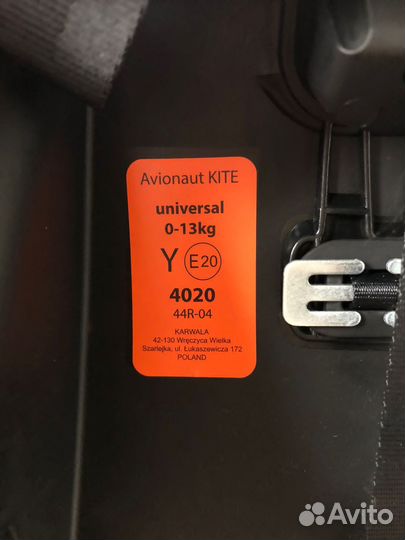 Avionaut KITE
universal
0-13kg
Y E20
4020
44R-04
KARWALA
42-130 Wręczyca Wielka
Szarlejka, ul. Łukaszewicza 172
POLAND
Avito